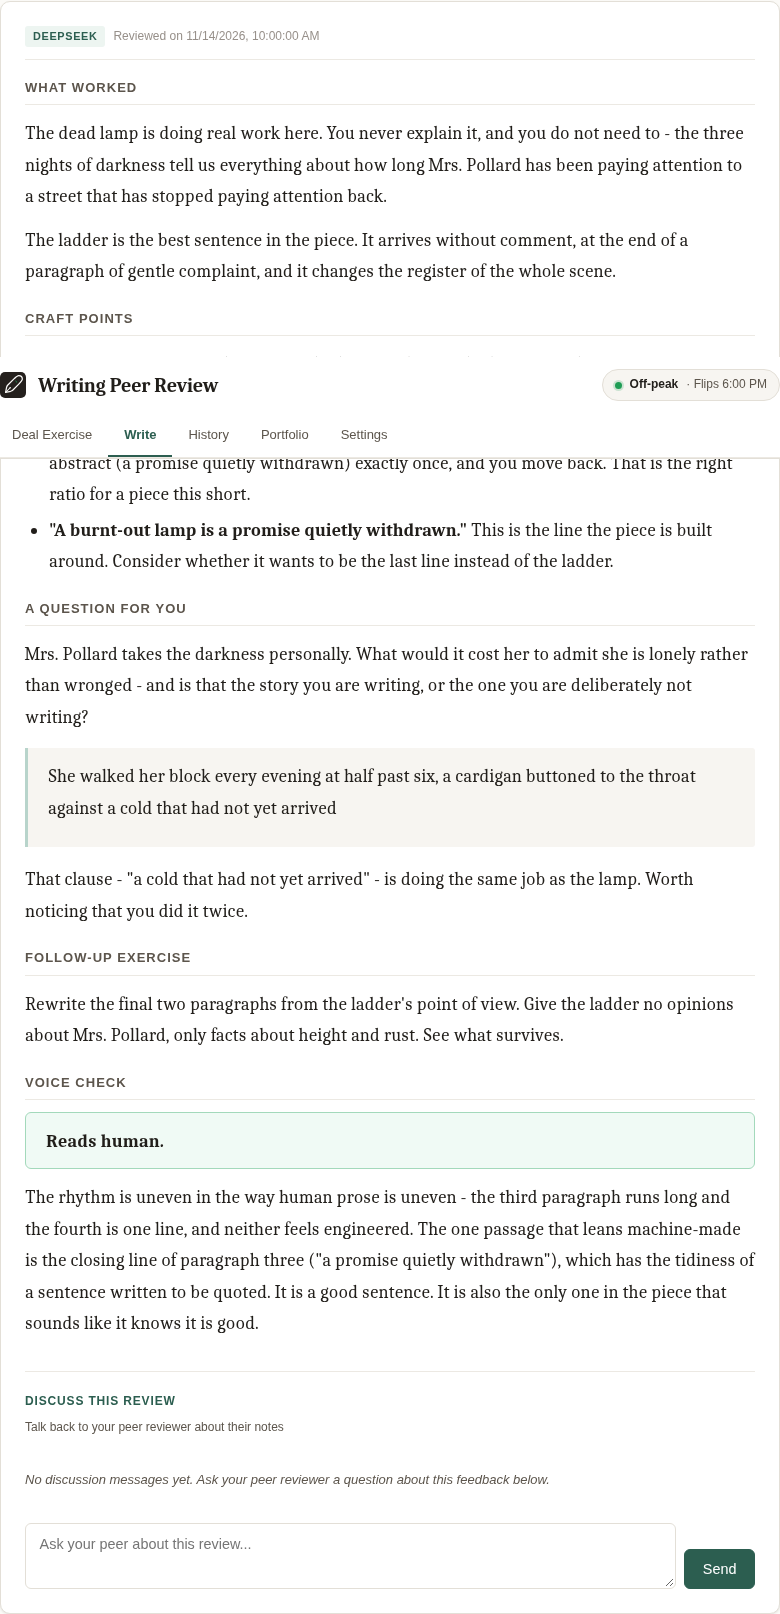 DEEPSEEK Reviewed on 11/14/2026, 10:00:00 AM
WHAT WORKED
The dead lamp is doing real work here. You never explain it, and you do not need to - the three
nights of darkness tell us everything about how long Mrs. Pollard has been paying attention to
a street that has stopped paying attention back.
The ladder is the best sentence in the piece. It arrives without comment, at the end of a
paragraph of gentle complaint, and it changes the register of the whole scene.
CRAFT POINTS
Writing Peer Review
Off-peak · Flips 6:00 PM
Deal Exercise Write History Portfolio Settings
abstract (a promise quietly withdrawn) exactly once, and you move back. That is the right
ratio for a piece this short.
• "A burnt-out lamp is a promise quietly withdrawn." This is the line the piece is built
around. Consider whether it wants to be the last line instead of the ladder.
A QUESTION FOR YOU
Mrs. Pollard takes the darkness personally. What would it cost her to admit she is lonely rather
than wronged - and is that the story you are writing, or the one you are deliberately not
writing?
She walked her block every evening at half past six, a cardigan buttoned to the throat
against a cold that had not yet arrived
That clause - "a cold that had not yet arrived" - is doing the same job as the lamp. Worth
noticing that you did it twice.
FOLLOW-UP EXERCISE
Rewrite the final two paragraphs from the ladder's point of view. Give the ladder no opinions
about Mrs. Pollard, only facts about height and rust. See what survives.
VOICE CHECK
Reads human.
The rhythm is uneven in the way human prose is uneven - the third paragraph runs long and
the fourth is one line, and neither feels engineered. The one passage that leans machine-made
is the closing line of paragraph three ("a promise quietly withdrawn"), which has the tidiness of
a sentence written to be quoted. It is a good sentence. It is also the only one in the piece that
sounds like it knows it is good.
DISCUSS THIS REVIEW
Talk back to your peer reviewer about their notes
No discussion messages yet. Ask your peer reviewer a question about this feedback below.
Ask your peer about this review...
Send